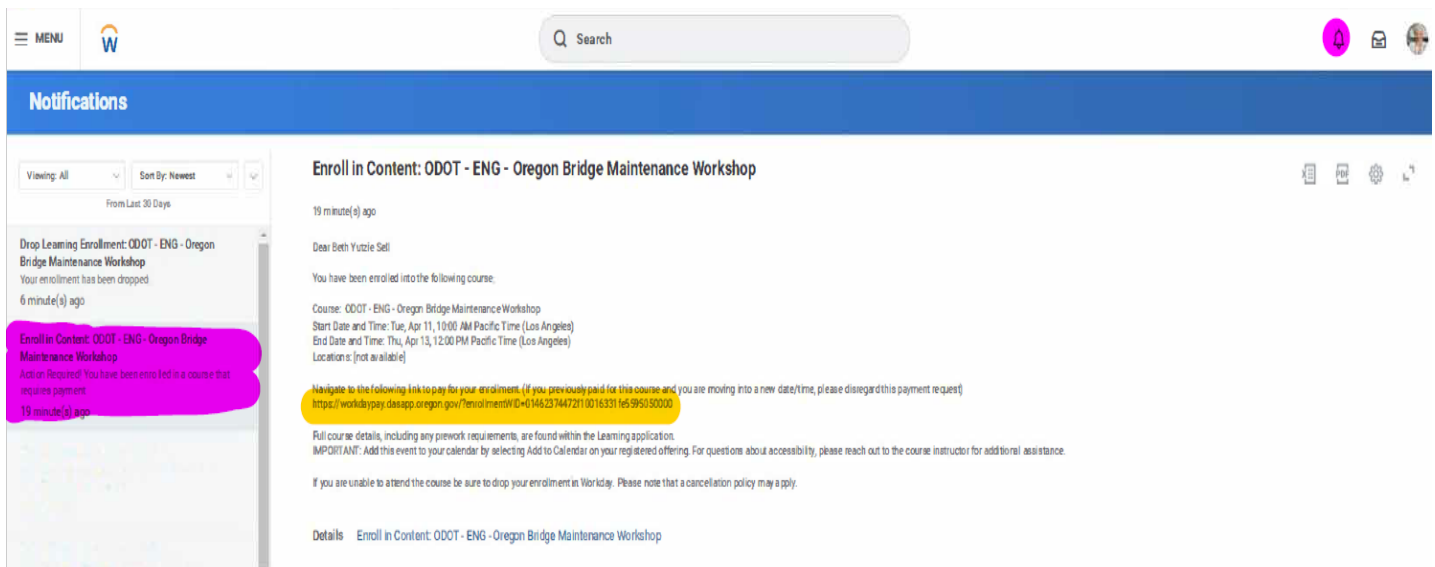 MENU
W
Search
Notifications
Viewing: All
Sort By: Newest
From Last 30 Days
Drop Learning Enrollment: ODOT - ENG - Oregon
Bridge Maintenance Workshop
Your enrollment has been dropped
6 minute(s) ago
Enroll in Content: ODOT - ENG - Oregon Bridge
Maintenance Workshop
Action Required! You have been enrolled in a course that
requires payment
19 minute(s) ago
Enroll in Content: ODOT - ENG - Oregon Bridge Maintenance Workshop
PDF
19 minute(s) ago
Dear Beth Yutzie Sell
You have been enrolled into the following course:
Course: ODOT - ENG - Oregon Bridge Maintenance Workshop
Start Date and Time: Tue, Apr 11, 10:00 AM Pacific Time (Los Angeles)
End Date and Time: Thu, Apr 13, 12:00 PM Pacific Time (Los Angeles)
Locations: [not available]
Navigate to the following link to pay for your enrollment. (If you previously paid for this course and you are moving into a new date/time, please disregard this payment request)
https://workdaypay.dasapp.oregon.gov/?enrolmentWID=01462374472f10016331fe5595050000
Full course details, including any prework requirements, are found within the Learning application.
IMPORTANT: Add this event to your calendar by selecting Add to Calendar on your registered offering. For questions about accessibility, please reach out to the course instructor for additional assistance.
If you are unable to attend the course be sure to drop your enrollment in Workday. Please note that a cancellation policy may apply.
Details Enroll in Content: ODOT - ENG - Oregon Bridge Maintenance Workshop